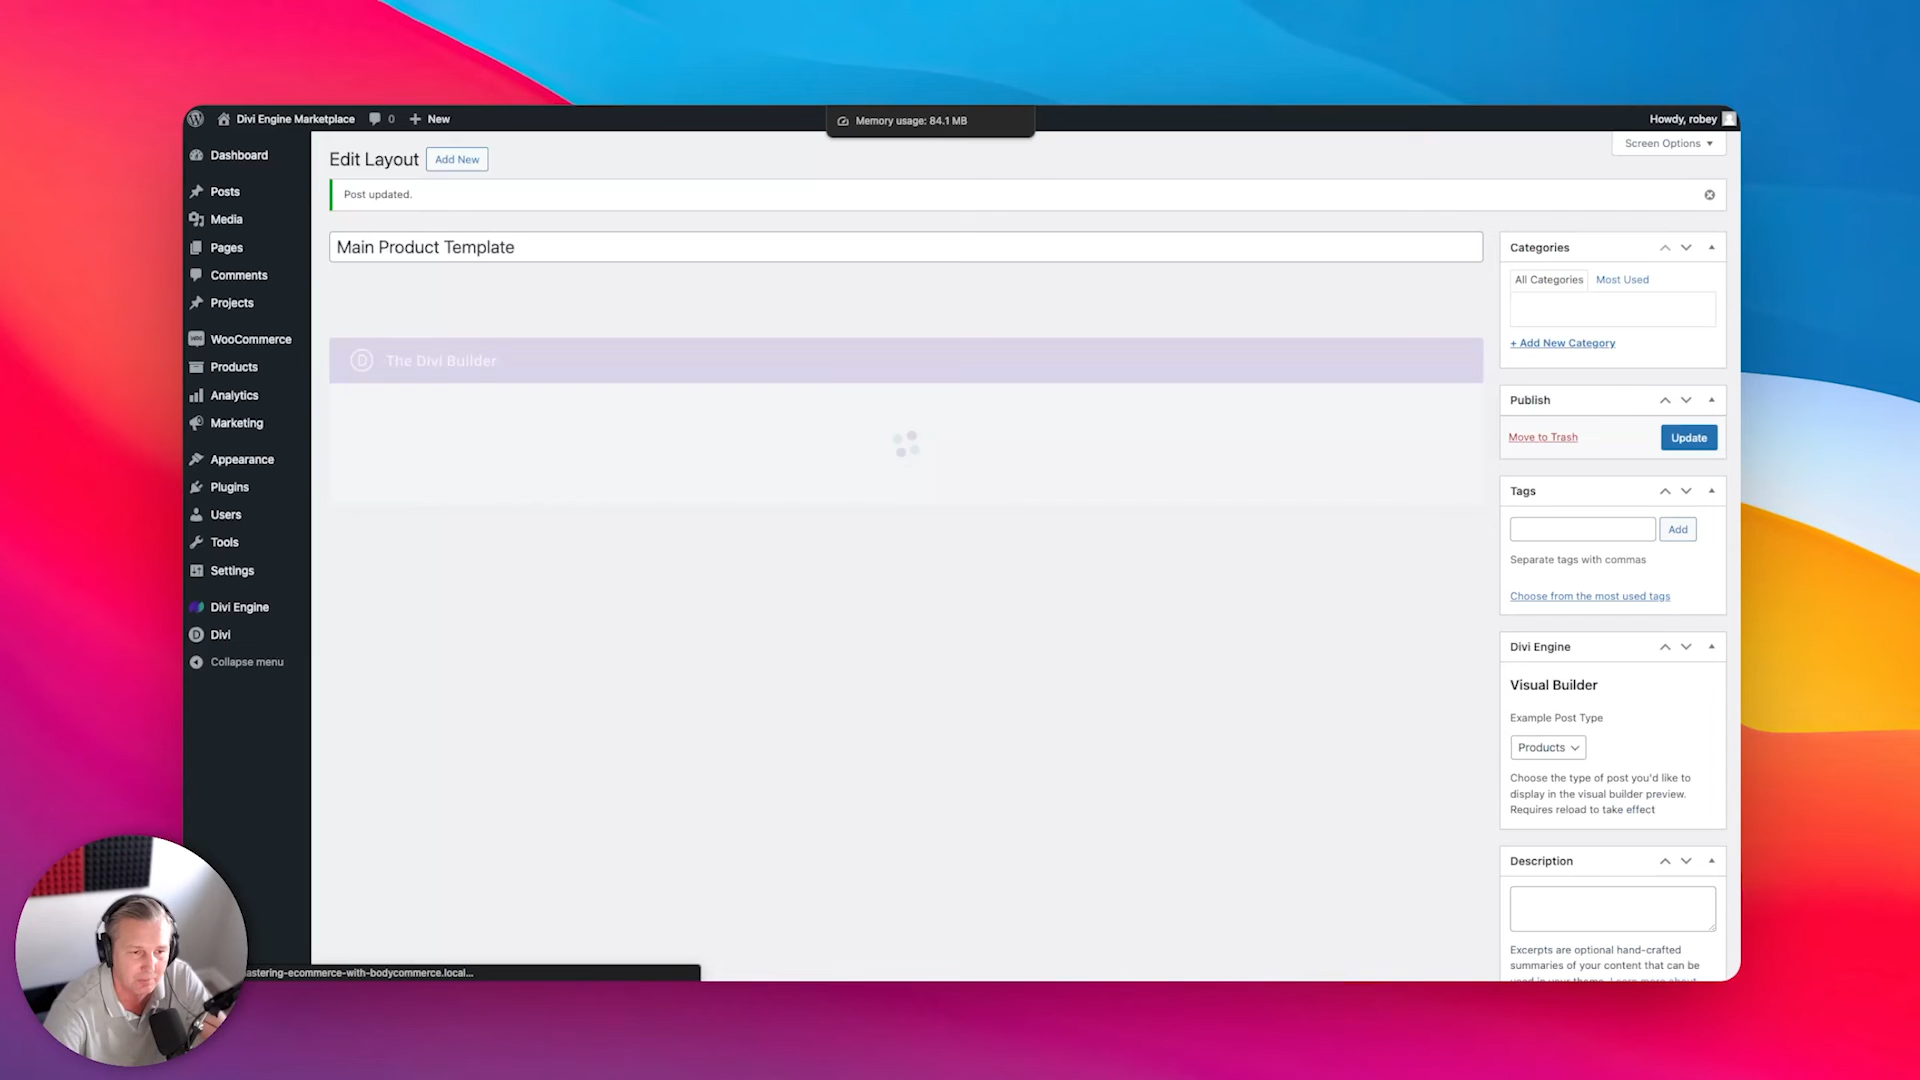 Divi Engine Marketplace
0
New
Memory usage: 84.1 MB
Howdy, robey
Screen Options
Dashboard
Posts
Media
Pages
Comments
Projects
WooCommerce
Products
Analytics
Marketing
Appearance
Plugins
Users
Tools
Settings
Divi Engine
Divi
Collapse menu
Edit Layout
Add New
Post updated.
Main Product Template
D The Divi Builder
Categories
All Categories
Most Used
+ Add New Category
Publish
Move to Trash
Update
Tags
Add
Separate tags with commas
Choose from the most used tags
Divi Engine
Visual Builder
Example Post Type
Products
Choose the type of post you'd like to
display in the visual builder preview.
Requires reload to take effect
Description
Excerpts are optional hand-crafted
summaries of your content that can be
astering-ecommerce-with-bodycommerce.local...